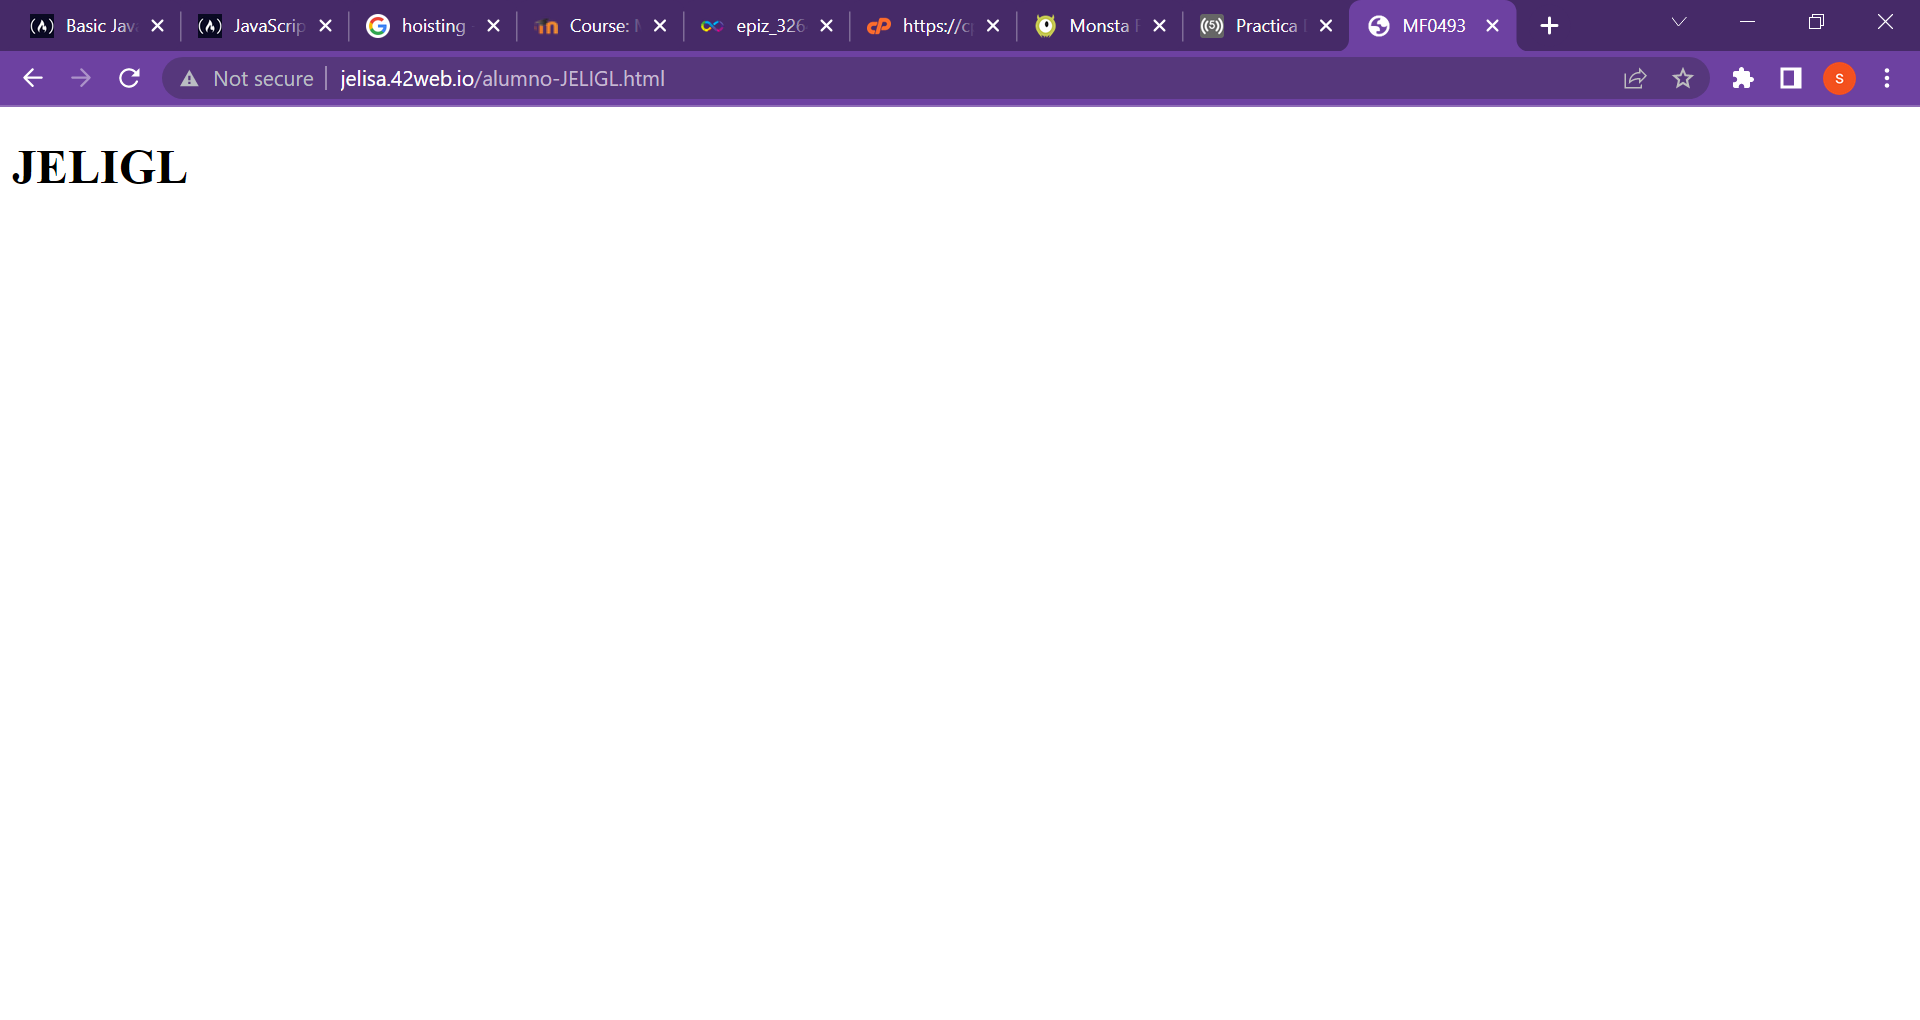 Basic Jav
JavaScrip
hoisting
Course:
epiz_326
https://c
Monsta
Practica
MF0493
Not secure
jelisa.42web.io/alumno-JELIGL.html
s
JELIGL